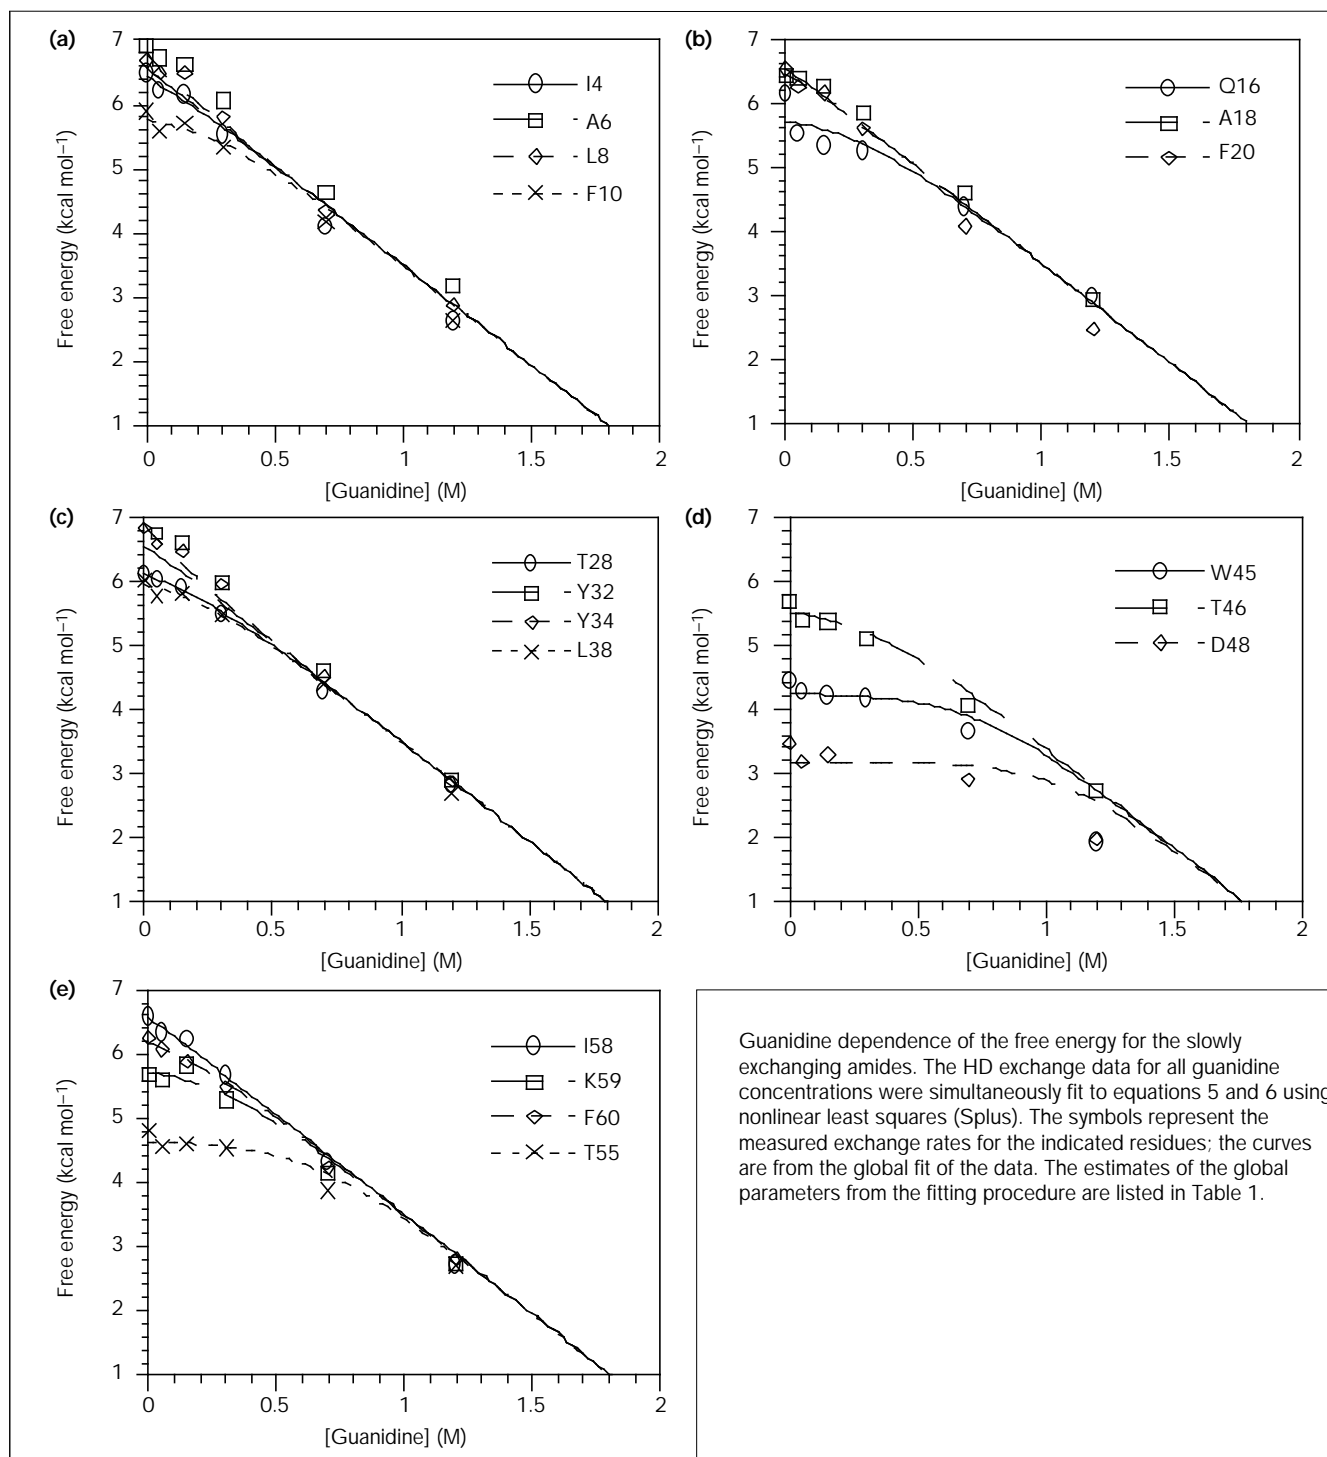 (a)
7
6
5
4
3
2
1
Free energy (kcal mol−1)
0 0.5 1 1.5 2
[Guanidine] (M)
I4
A6
L8
F10
(b)
7
6
5
4
3
2
1
Free energy (kcal mol−1)
0 0.5 1 1.5 2
[Guanidine] (M)
Q16
A18
F20
(c)
7
6
5
4
3
2
1
Free energy (kcal mol−1)
0 0.5 1 1.5 2
[Guanidine] (M)
T28
Y32
Y34
L38
(d)
7
6
5
4
3
2
1
Free energy (kcal mol−1)
0 0.5 1 1.5 2
[Guanidine] (M)
W45
T46
D48
(e)
7
6
5
4
3
2
1
Free energy (kcal mol−1)
0 0.5 1 1.5 2
[Guanidine] (M)
I58
K59
F60
T55
Guanidine dependence of the free energy for the slowly
exchanging amides. The HD exchange data for all guanidine
concentrations were simultaneously fit to equations 5 and 6 using
nonlinear least squares (Splus). The symbols represent the
measured exchange rates for the indicated residues; the curves
are from the global fit of the data. The estimates of the global
parameters from the fitting procedure are listed in Table 1.